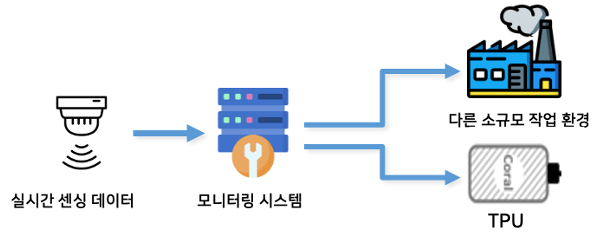 실시간 센싱 데이터
모니터링 시스템
다른 소규모 작업 환경
Coral
TPU